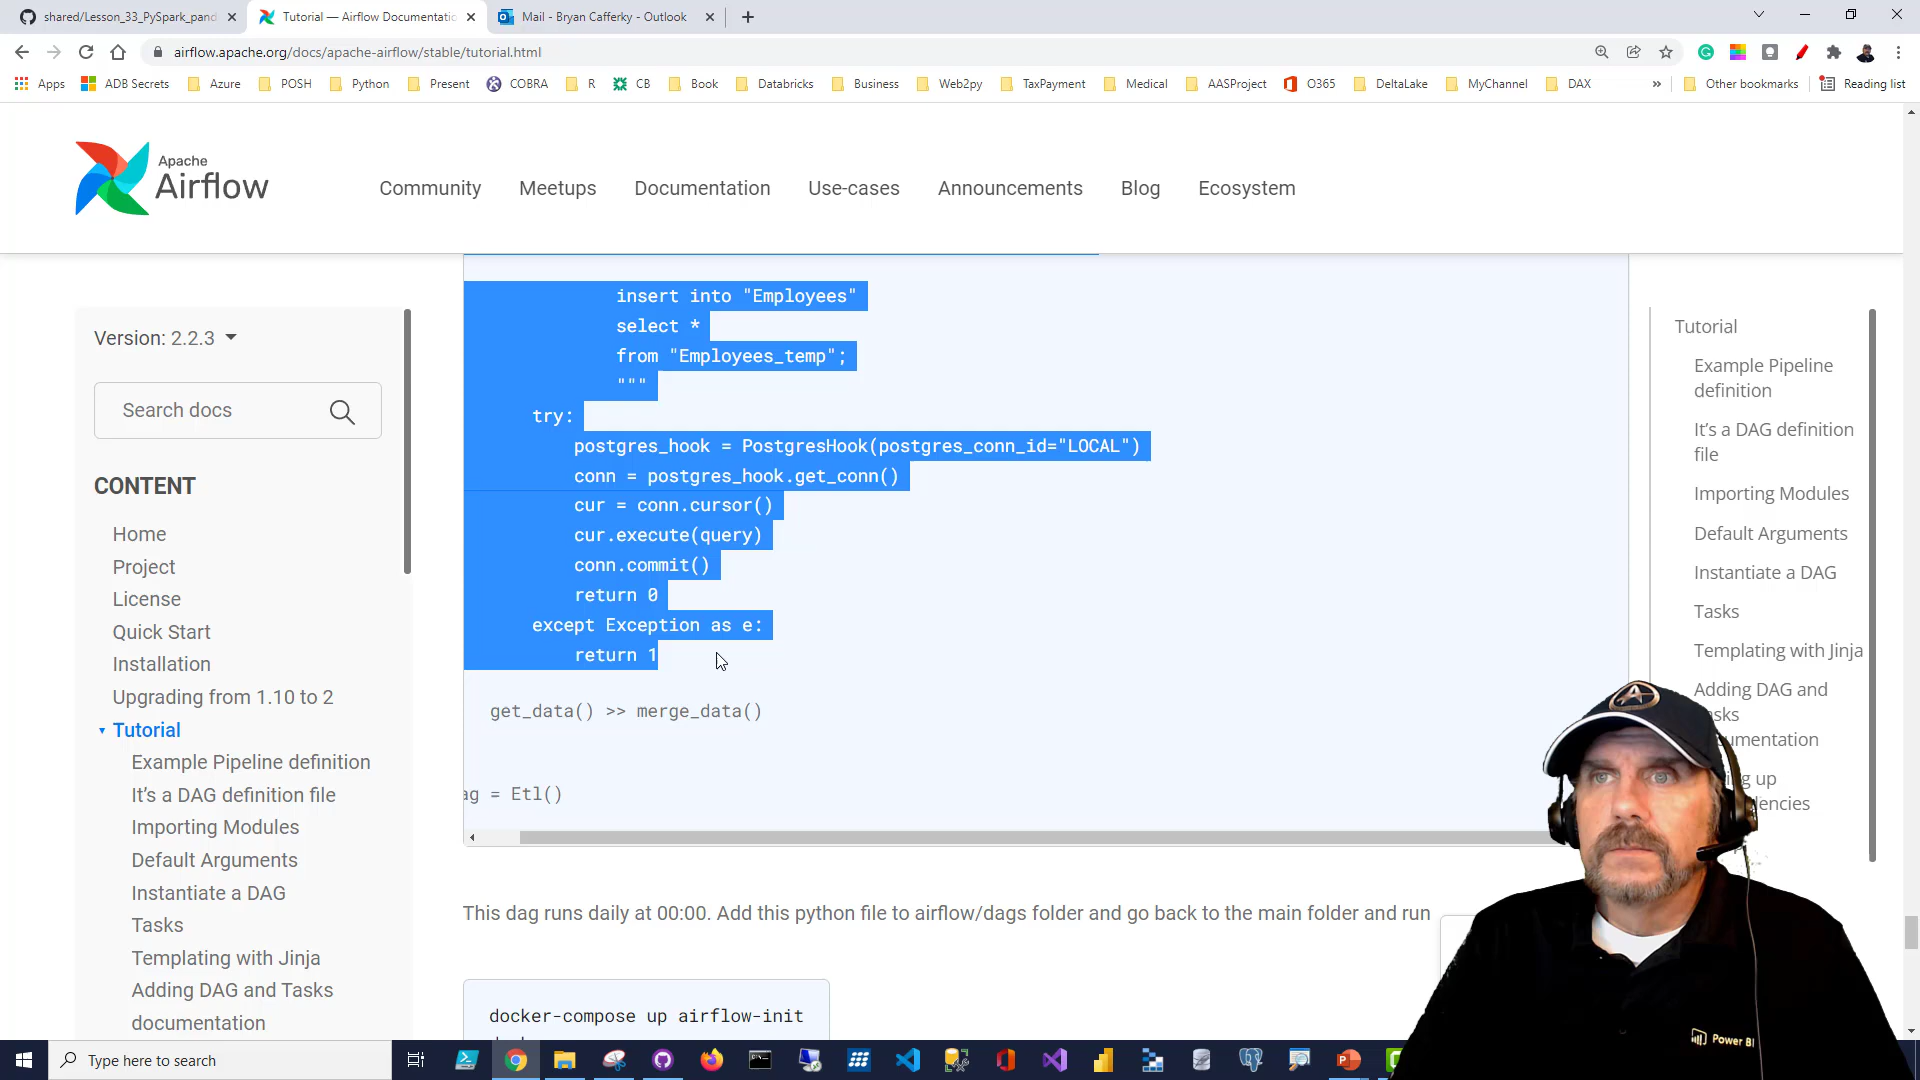 shared/Lesson_33_PySpark_pand
Tutorial — Airflow Documentatio
Mail - Bryan Cafferky - Outlook
airflow.apache.org/docs/apache-airflow/stable/tutorial.html
Apps ADB Secrets Azure POSH Python Present COBRA R CB Book Databricks Business Web2py TaxPayment Medical AASProject O365 DeltaLake MyChannel DAX » Other bookmarks Reading list
Apache
Airflow
Community Meetups Documentation Use-cases Announcements Blog Ecosystem
Version: 2.2.3
Search docs
CONTENT
Home
Project
License
Quick Start
Installation
Upgrading from 1.10 to 2
Tutorial
Example Pipeline definition
It’s a DAG definition file
Importing Modules
Default Arguments
Instantiate a DAG
Tasks
Templating with Jinja
Adding DAG and Tasks
documentation
insert into "Employees"
select *
from "Employees_temp";
"""
try:
postgres_hook = PostgresHook(postgres_conn_id="LOCAL")
conn = postgres_hook.get_conn()
cur = conn.cursor()
cur.execute(query)
conn.commit()
return 0
except Exception as e:
return 1
get_data() >> merge_data()
ag = Etl()
This dag runs daily at 00:00. Add this python file to airflow/dags folder and go back to the main folder and run
docker-compose up airflow-init
Tutorial
Example Pipeline
definition
It’s a DAG definition
file
Importing Modules
Default Arguments
Instantiate a DAG
Tasks
Templating with Jinja
Adding DAG and
Power BI
Type here to search